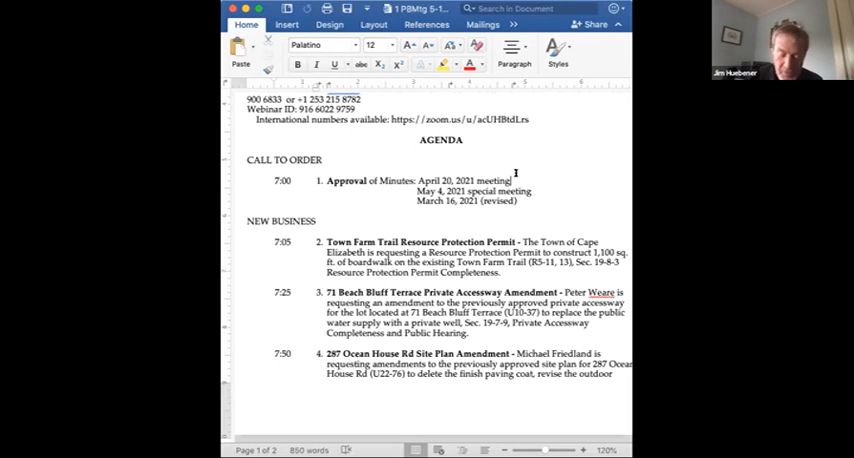 1 PBMtg 5-1...
Search in Document
Home
Insert
Design
Layout
References
Mailings
Share
Paste
Palatino
12
Paragraph
Styles
B I U abc X2 X2
900 6833 or +1 253 215 8782
Webinar ID: 916 6022 9759
International numbers available: https://zoom.us/u/acUHBtdLrs
AGENDA
CALL TO ORDER
7:00 1. Approval of Minutes: April 20, 2021 meeting
May 4, 2021 special meeting
March 16, 2021 (revised)
NEW BUSINESS
7:05 2. Town Farm Trail Resource Protection Permit - The Town of Cape
Elizabeth is requesting a Resource Protection Permit to construct 1,100 sq.
ft. of boardwalk on the existing Town Farm Trail (R5-11, 13), Sec. 19-8-3
Resource Protection Permit Completeness.
7:25 3. 71 Beach Bluff Terrace Private Accessway Amendment - Peter Weare is
requesting an amendment to the previously approved private accessway
for the lot located at 71 Beach Bluff Terrace (U10-37) to replace the public
water supply with a private well, Sec. 19-7-9, Private Accessway
Completeness and Public Hearing.
7:50 4. 287 Ocean House Rd Site Plan Amendment - Michael Friedland is
requesting amendments to the previously approved site plan for 287 Ocean
House Rd (U22-76) to delete the finish paving coat, revise the outdoor
Page 1 of 2
850 words
120%
Jim Huebener